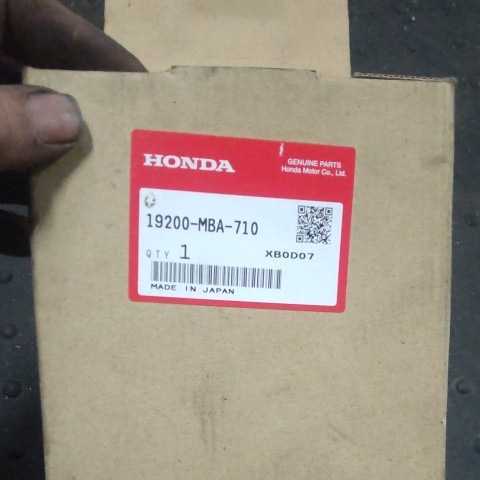 HONDA
GENUINE PARTS
Honda Motor Co., Ltd.
19200-MBA-710
QTY 1
XB0D07
MADE IN JAPAN